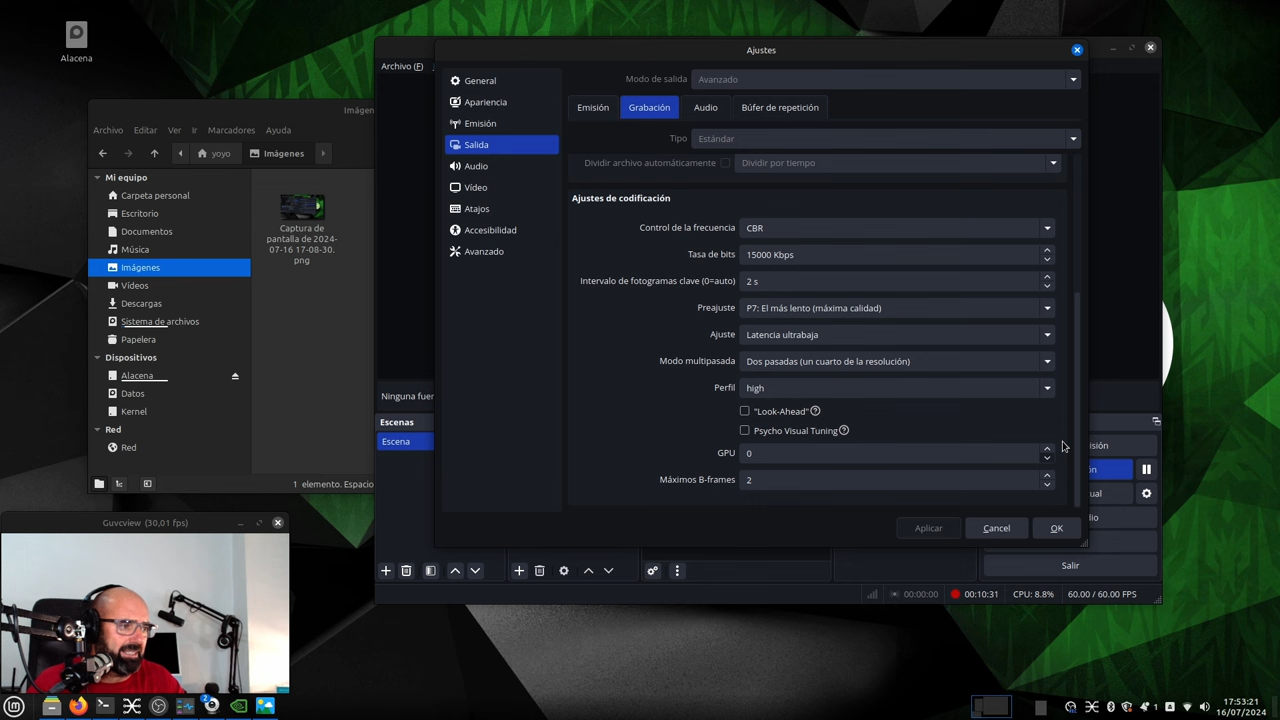 Alacena
Imágen
Archivo
Editar
Ver
Ir
Marcadores
Ayuda
yoyo
Imágenes
Mi equipo
Carpeta personal
Escritorio
Documentos
Música
Imágenes
Vídeos
Descargas
Sistema de archivos
Papelera
Dispositivos
Alacena
Datos
Kernel
Red
Red
Captura de
pantalla de 2024-
07-16 17-08-30.
png
1 elemento. Espacio
Guvcview (30,01 fps)
Archivo (F)
Ninguna fuen
Escenas
Escena
Ajustes
General
Apariencia
Emisión
Salida
Audio
Vídeo
Atajos
Accesibilidad
Avanzado
Modo de salida
Avanzado
Emisión
Grabación
Audio
Búfer de repetición
Tipo
Estándar
Dividir archivo automáticamente
Dividir por tiempo
Ajustes de codificación
Control de la frecuencia
CBR
Tasa de bits
15000 Kbps
Intervalo de fotogramas clave (0=auto)
2 s
Preajuste
P7: El más lento (máxima calidad)
Ajuste
Latencia ultrabaja
Modo multipasada
Dos pasadas (un cuarto de la resolución)
Perfil
high
"Look-Ahead"
Psycho Visual Tuning
GPU
0
Máximos B-frames
2
Aplicar
Cancel
OK
isión
ón
ual
io
Salir
00:00:00
00:10:31
CPU: 8.8%
60.00 / 60.00 FPS
2
1
17:53:21
16/07/2024